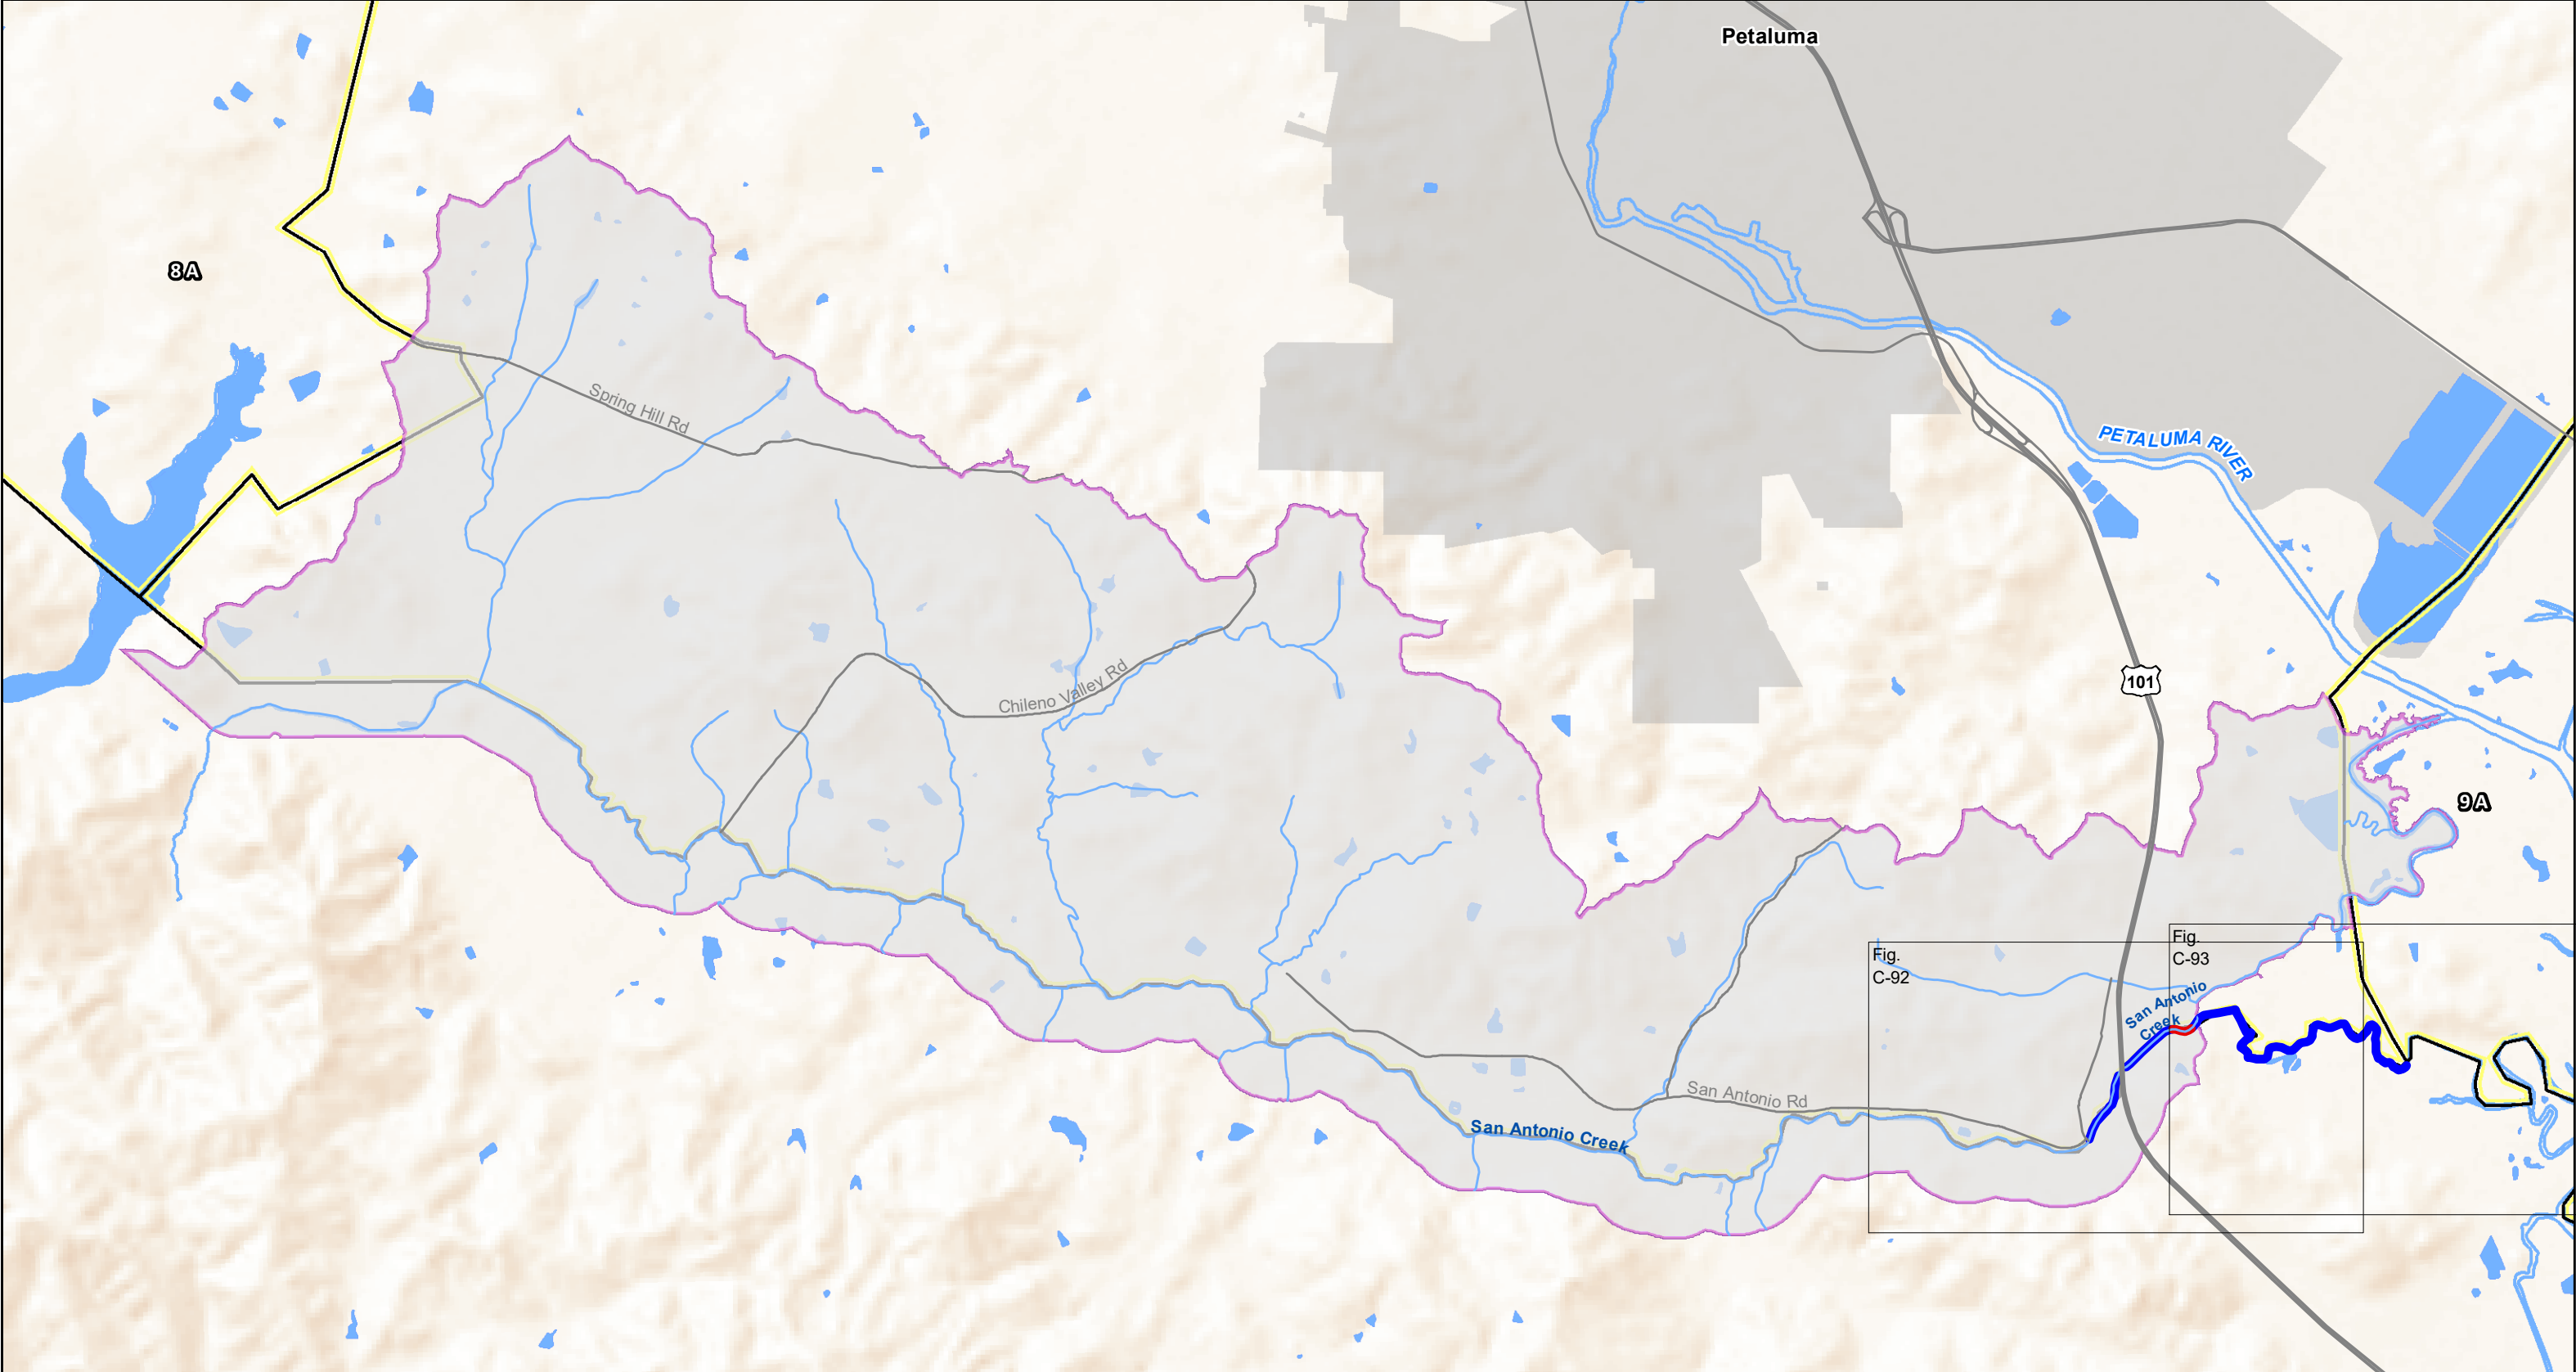 Petaluma
8A
Spring Hill Rd
PETALUMA RIVER
Chileno Valley Rd
101
9A
Fig.
C-93
Fig.
C-92
San Antonio
Creek
San Antonio Rd
San Antonio Creek